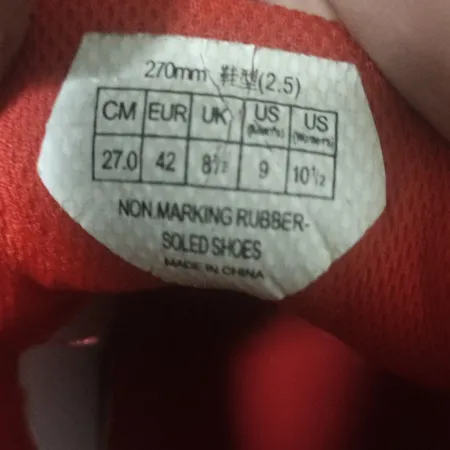 270mm 鞋型(2.5)
CM EUR UK US (Men's) US (Women's)
27.0 42 8½ 9 10½
NON.MARKING RUBBER-
SOLED SHOES
MADE IN CHINA